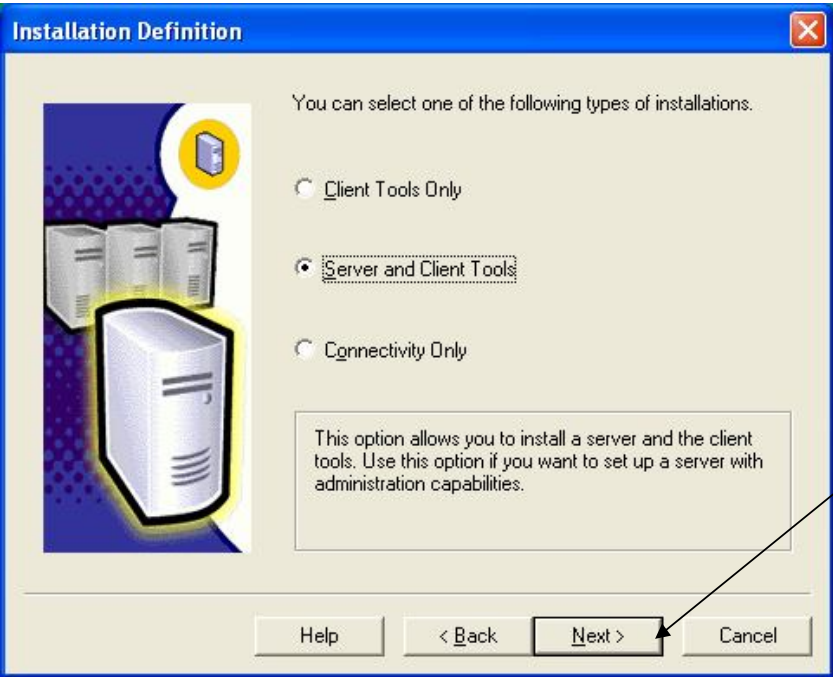 Installation Definition
You can select one of the following types of installations.
Client Tools Only
Server and Client Tools
Connectivity Only
This option allows you to install a server and the client
tools. Use this option if you want to set up a server with
administration capabilities.
Help
< Back
Next >
Cancel